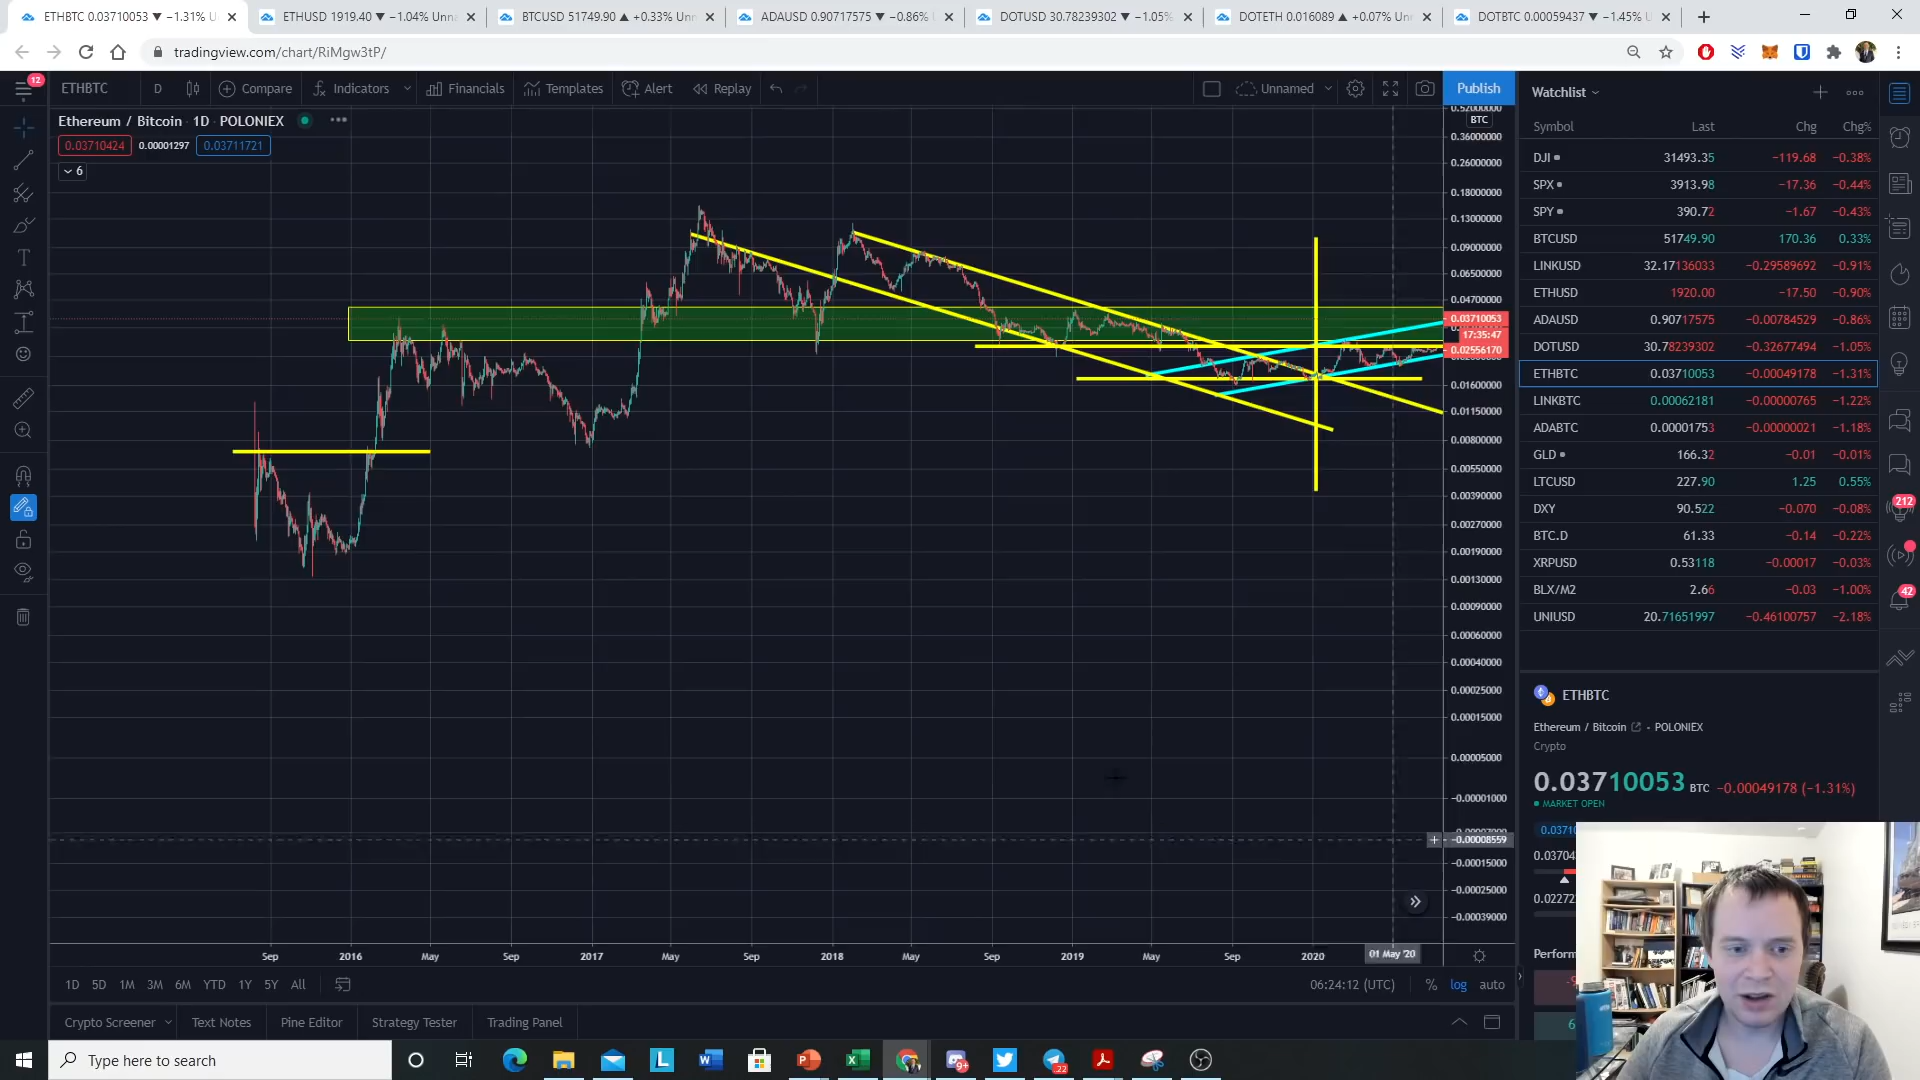 ETHBTC 0.03710053 ▼ −1.31% U
ETHUSD 1919.40 ▼ −1.04% Unna
BTCUSD 51749.90 ▲ +0.33% Unn
ADAUSD 0.90717575 ▼ −0.86%
DOTUSD 30.78239302 ▼ −1.05%
DOTETH 0.016089 ▲ +0.07% Un
DOTBTC 0.00059437 ▼ −1.45% U
tradingview.com/chart/RiMgw3tP/
12
ETHBTC D Compare Indicators Financials Templates Alert Replay Unnamed Publish
Ethereum / Bitcoin · 1D · POLONIEX
0.03710424 0.00001297 0.03711721
6
BTC
0.52000000
0.36000000
0.26000000
0.18000000
0.13000000
0.09000000
0.06500000
0.04700000
0.03710053
17:35:47
0.02556170
0.01600000
0.01150000
0.00800000
0.00550000
0.00390000
0.00270000
0.00190000
0.00130000
0.00090000
0.00060000
0.00040000
0.00025000
0.00015000
0.00005000
−0.00001000
−0.00008559
−0.00015000
−0.00025000
−0.00039000
Sep 2016 May Sep 2017 May Sep 2018 May Sep 2019 May Sep 2020 01 May '20
1D 5D 1M 3M 6M YTD 1Y 5Y All
06:24:12 (UTC) % log auto
Crypto Screener Text Notes Pine Editor Strategy Tester Trading Panel
Watchlist
Symbol Last Chg Chg%
DJI 31493.35 −119.68 −0.38%
SPX 3913.98 −17.36 −0.44%
SPY 390.72 −1.67 −0.43%
BTCUSD 51749.90 170.36 0.33%
LINKUSD 32.17136033 −0.29589692 −0.91%
ETHUSD 1920.00 −17.50 −0.90%
ADAUSD 0.90717575 −0.00784529 −0.86%
DOTUSD 30.78239302 −0.32677494 −1.05%
ETHBTC 0.03710053 −0.00049178 −1.31%
LINKBTC 0.00062181 −0.00000765 −1.22%
ADABTC 0.00001753 −0.00000021 −1.18%
GLD 166.32 −0.01 −0.01%
LTCUSD 227.90 1.25 0.55%
DXY 90.522 −0.070 −0.08%
BTC.D 61.33 −0.14 −0.22%
XRPUSD 0.53118 −0.00017 −0.03%
BLX/M2 2.66 −0.03 −1.00%
UNIUSD 20.71651997 −0.46100757 −2.18%
212
42
ETHBTC
Ethereum / Bitcoin - POLONIEX
Crypto
0.03710053 BTC −0.00049178 (−1.31%)
MARKET OPEN
0.0371
0.0370
0.02272
Perform
Type here to search
9+
22